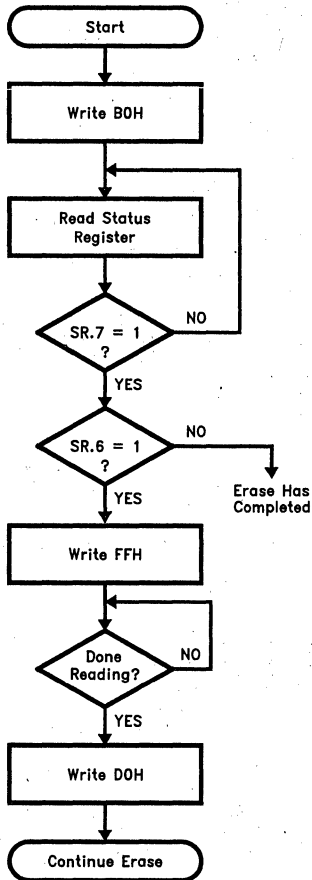 Start
Write B0H
Read Status
Register
NO
SR.7 = 1
?
YES
NO
SR.6 = 1
?
YES
Erase Has
Completed
Write FFH
Done
Reading?
NO
YES
Write D0H
Continue Erase